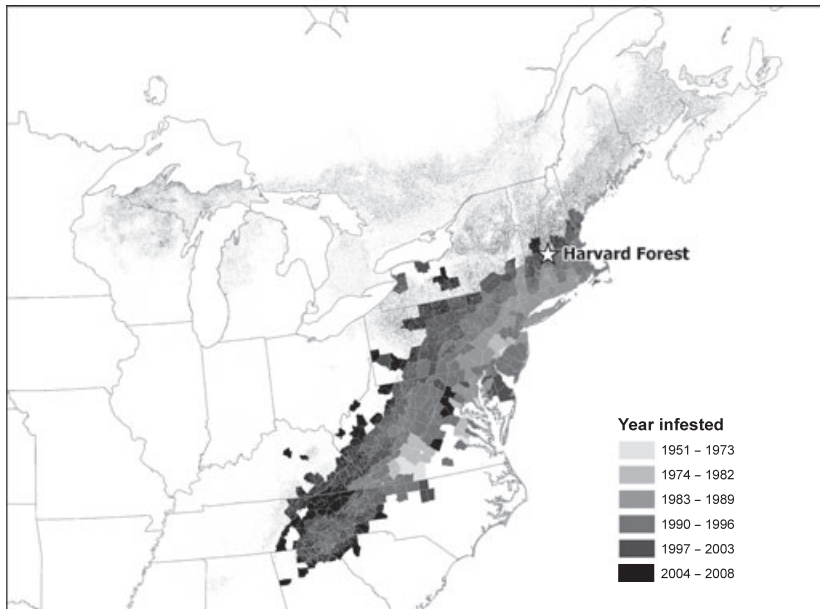 Harvard Forest
Year infested
1951 – 1973
1974 – 1982
1983 – 1989
1990 – 1996
1997 – 2003
2004 – 2008